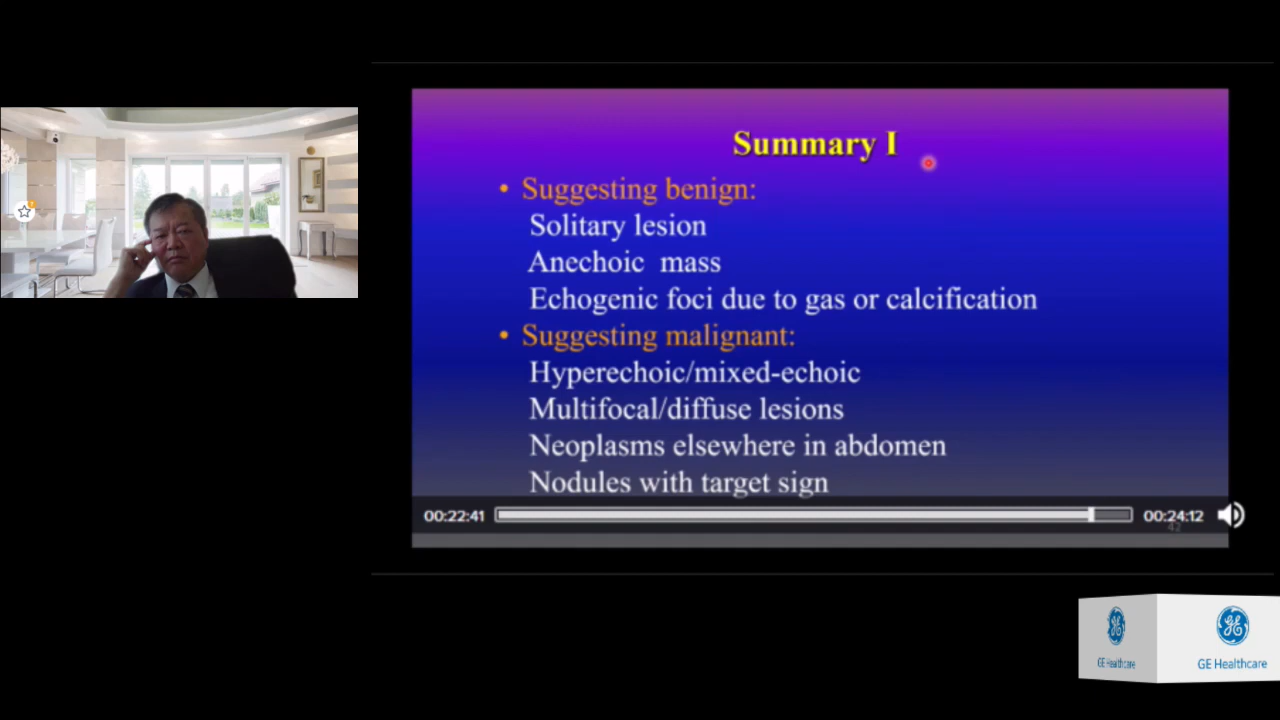 Summary I
• Suggesting benign:
Solitary lesion
Anechoic mass
Echogenic foci due to gas or calcification
• Suggesting malignant:
Hyperechoic/mixed-echoic
Multifocal/diffuse lesions
Neoplasms elsewhere in abdomen
Nodules with target sign
00:22:41
00:24:12
42
GE Healthcare
GE Healthcare